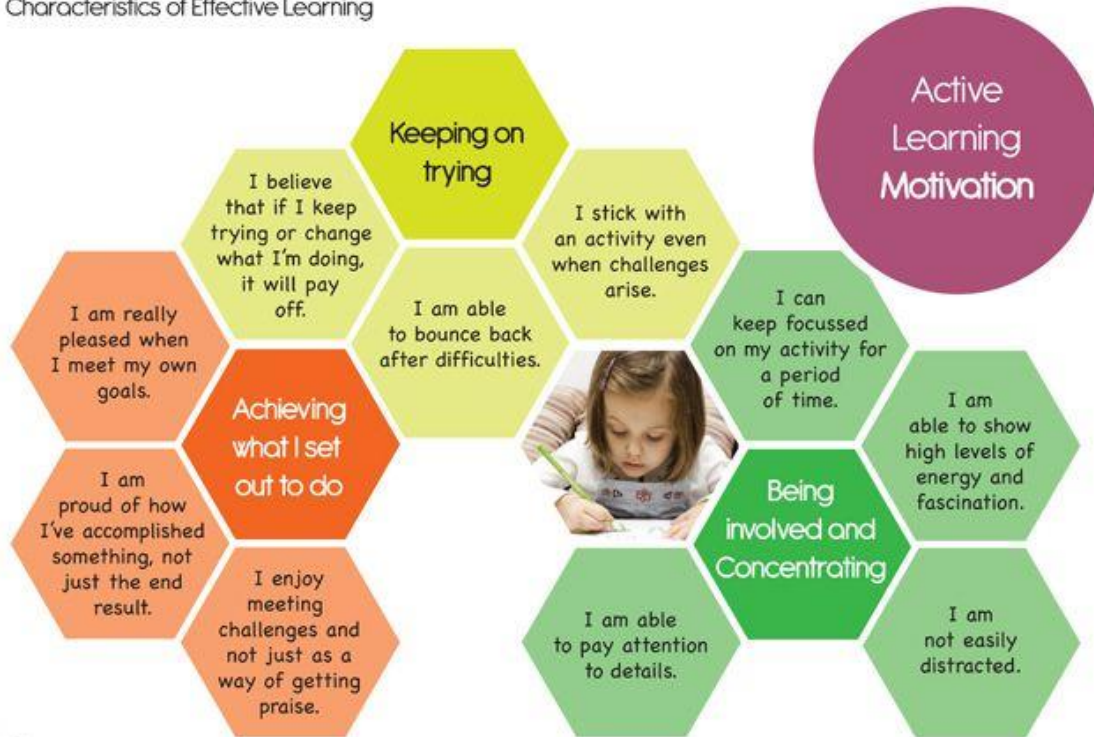 Characteristics of Effective Learning
Active
Learning
Motivation
Keeping on
trying
I believe
that if I keep
trying or change
what I'm doing,
it will pay
off.
I am able
to bounce back
after difficulties.
I stick with
an activity even
when challenges
arise.
Achieving
what I set
out to do
I am really
pleased when
I meet my own
goals.
I am
proud of how
I've accomplished
something, not
just the end
result.
I enjoy
meeting
challenges and
not just as a
way of getting
praise.
Being
involved and
Concentrating
I can
keep focussed
on my activity for
a period
of time.
I am
able to show
high levels of
energy and
fascination.
I am able
to pay attention
to details.
I am
not easily
distracted.